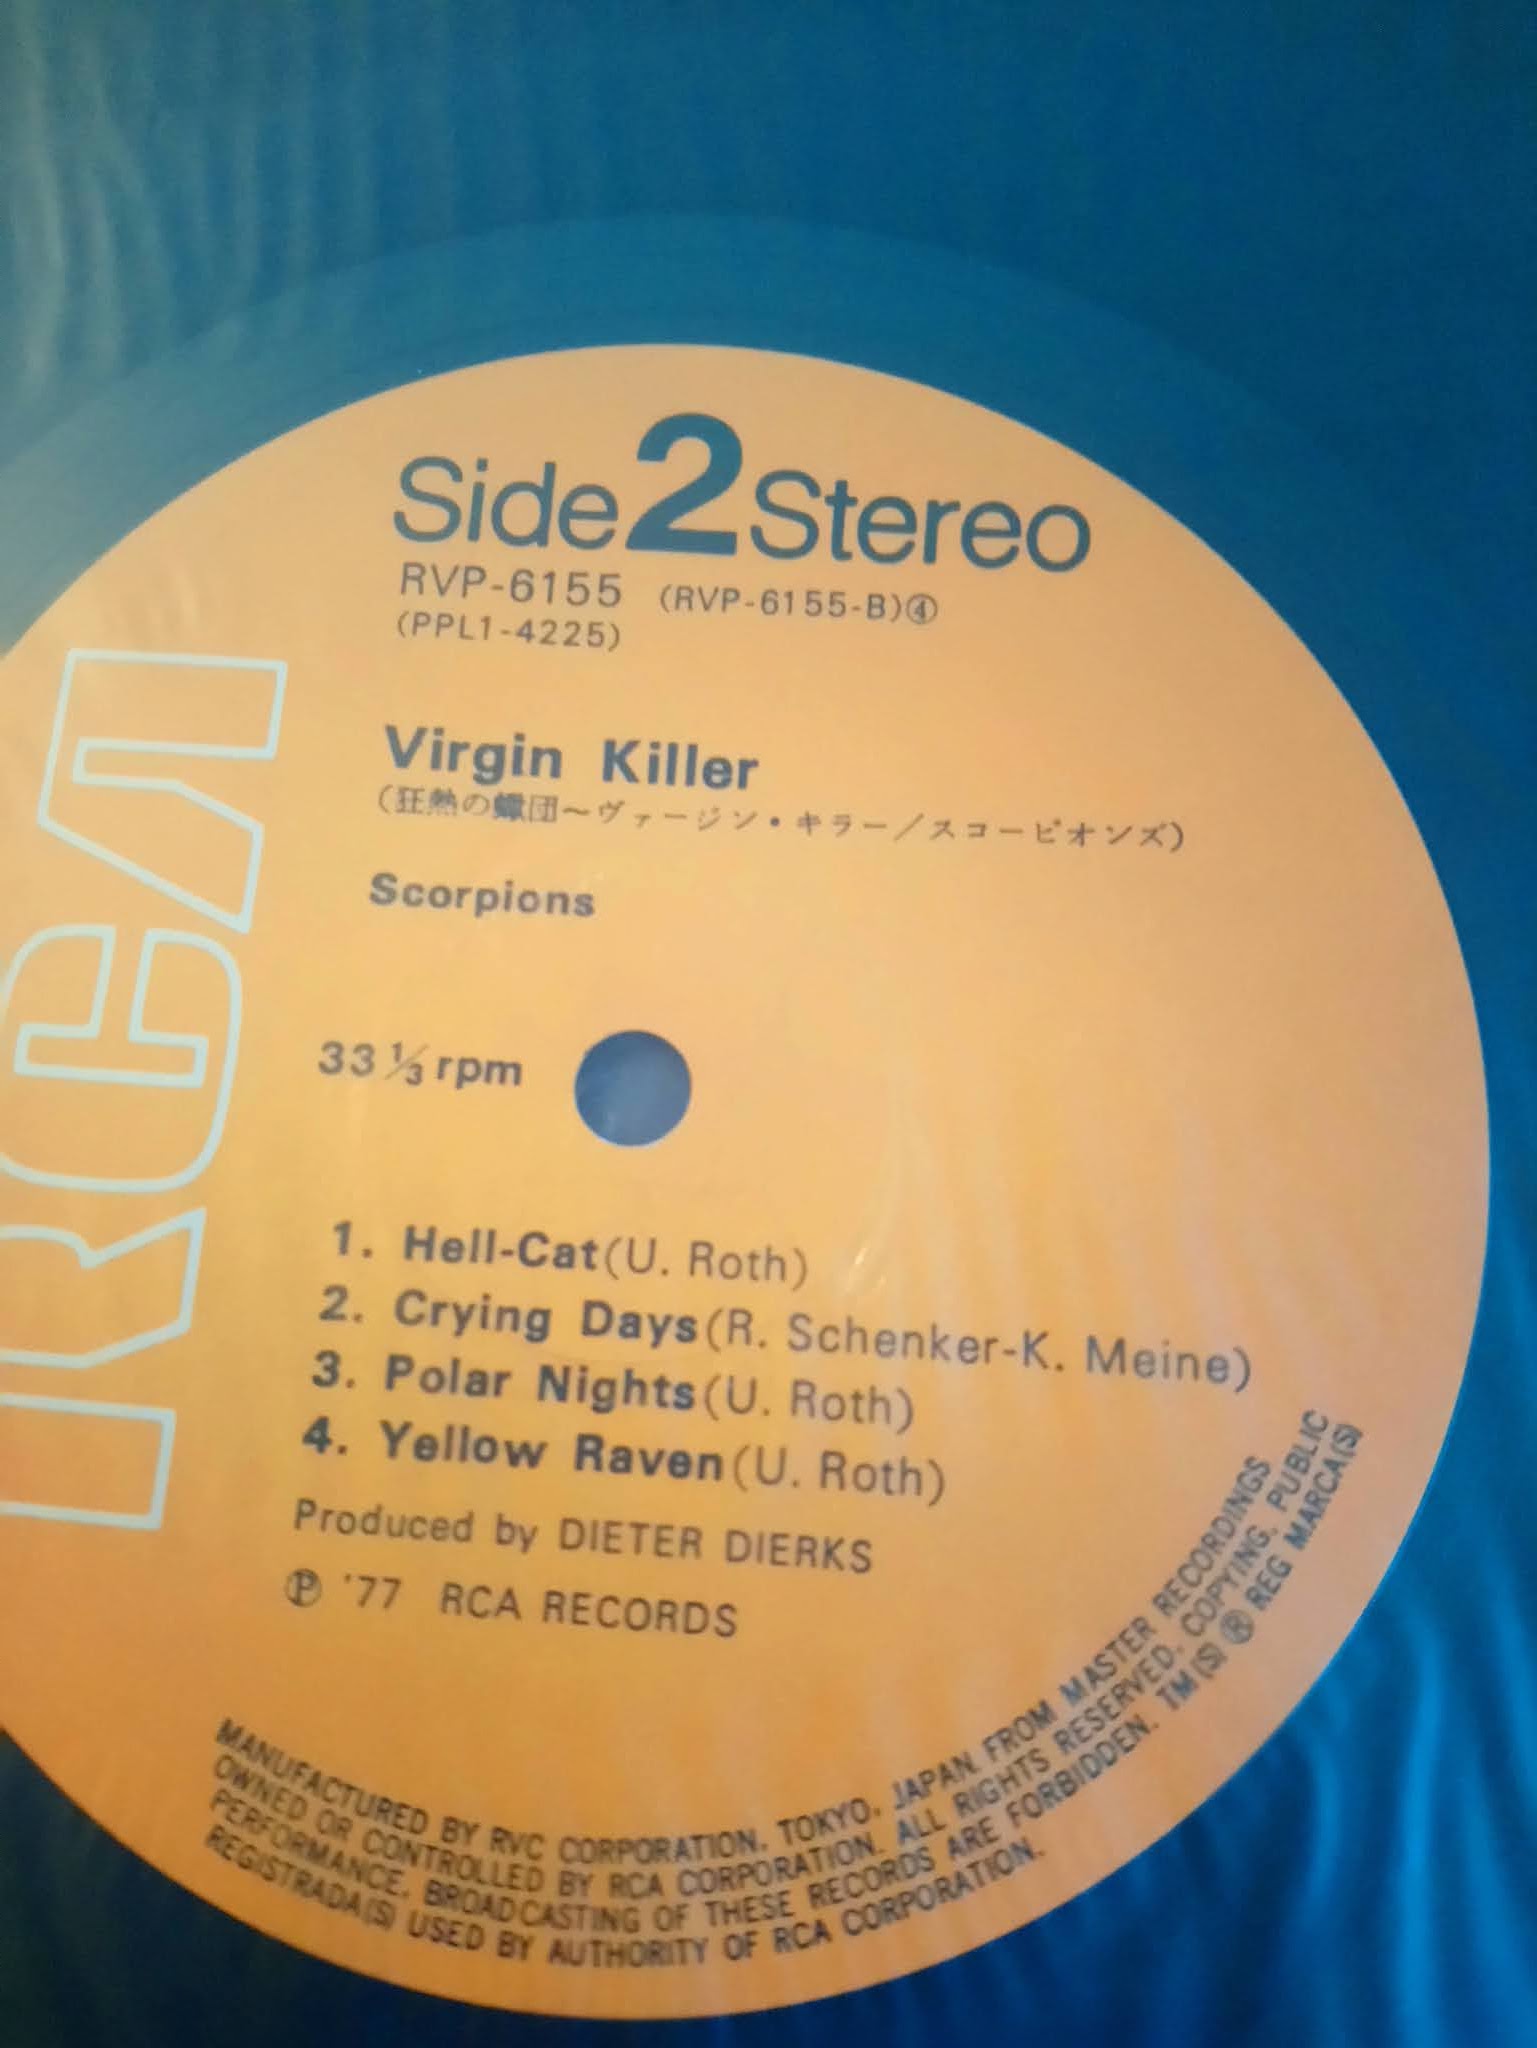 Side 2 Stereo
RVP-6155 (RVP-6155-B)④
(PPL1-4225)
RCA
Virgin Killer
(狂熱の蠍団〜ヴァージン・キラー／スコーピオンズ)
Scorpions
33 1/3 rpm
1. Hell-Cat(U. Roth)
2. Crying Days(R. Schenker-K. Meine)
3. Polar Nights(U. Roth)
4. Yellow Raven(U. Roth)
Produced by DIETER DIERKS
Ⓟ '77 RCA RECORDS
MANUFACTURED BY RVC CORPORATION, TOKYO, JAPAN. FROM MASTER RECORDINGS
OWNED OR CONTROLLED BY RCA CORPORATION. ALL RIGHTS RESERVED. COPYING, PUBLIC
PERFORMANCE, BROADCASTING OF THESE RECORDS ARE FORBIDDEN. TM(S) ® REG MARCA(S)
REGISTRADA(S) USED BY AUTHORITY OF RCA CORPORATION.